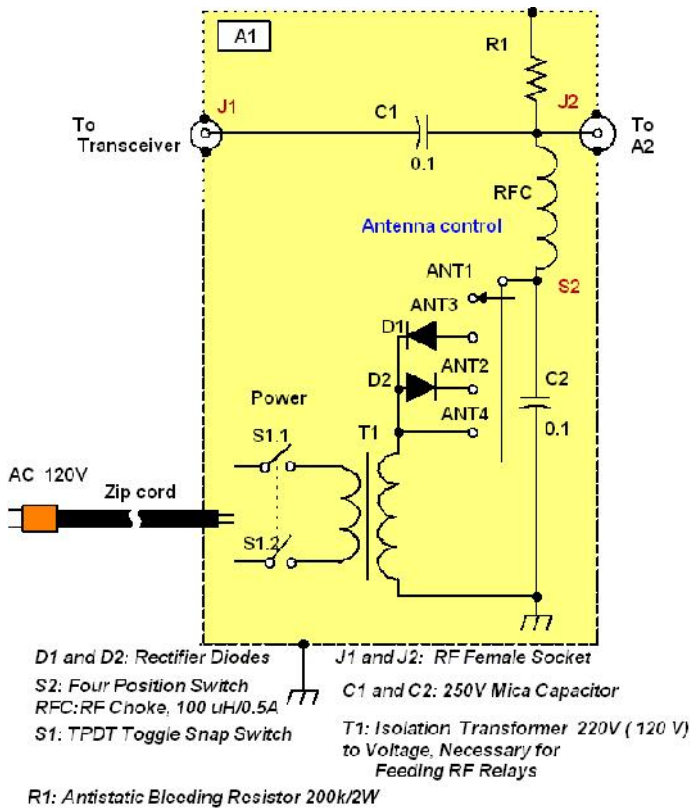 A1
R1
J1
C1
J2
To
Transceiver
To
A2
0.1
RFC
Antenna control
ANT1
S2
ANT3
D1
ANT2
D2
C2
Power
ANT4
0.1
S1.1
T1
AC 120V
Zip cord
S1.2
D1 and D2: Rectifier Diodes
J1 and J2: RF Female Socket
S2: Four Position Switch
C1 and C2: 250V Mica Capacitor
RFC:RF Choke, 100 uH/0.5A
S1: TPDT Toggle Snap Switch
T1: Isolation Transformer 220V ( 120 V)
to Voltage, Necessary for
Feeding RF Relays
R1: Antistatic Bleeding Resistor 200k/2W